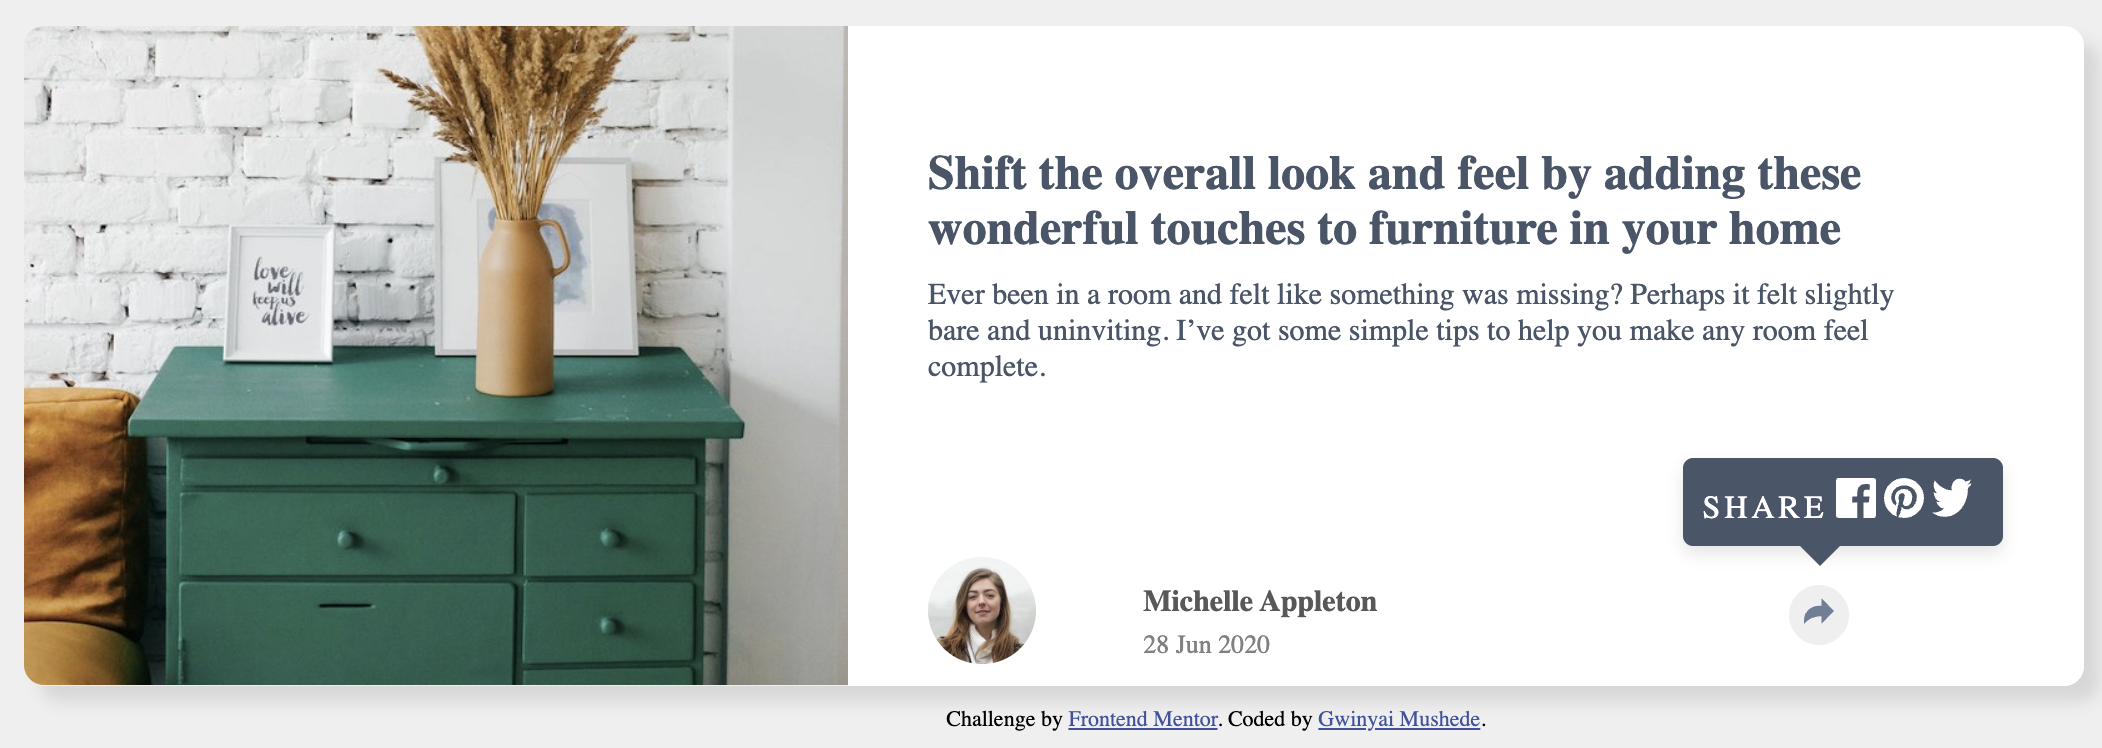 love
will
keep us
alive
Shift the overall look and feel by adding these
wonderful touches to furniture in your home
Ever been in a room and felt like something was missing? Perhaps it felt slightly
bare and uninviting. I’ve got some simple tips to help you make any room feel
complete.
SHARE
Michelle Appleton
28 Jun 2020
Challenge by Frontend Mentor. Coded by Gwinyai Mushede.